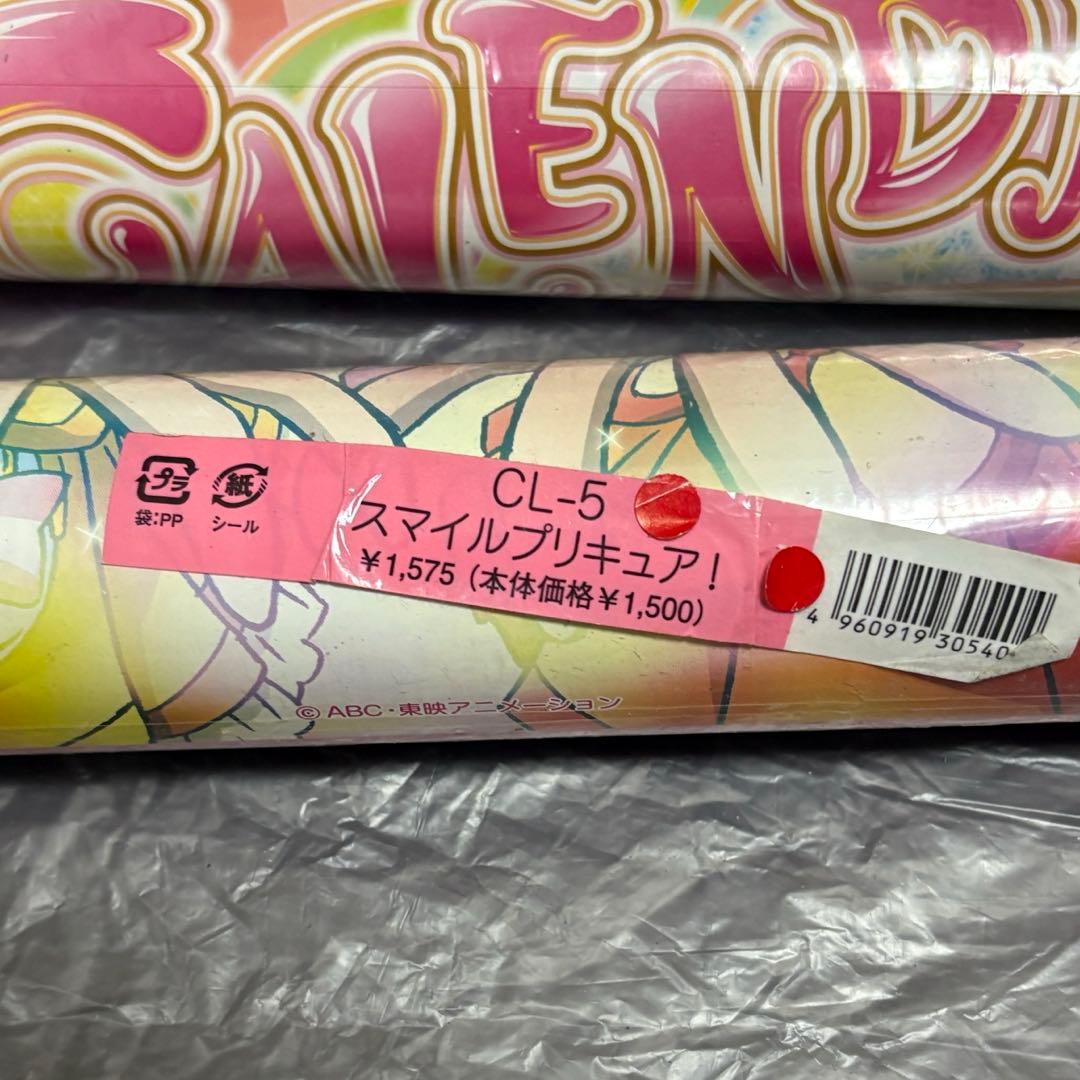 CALEND
プラ
紙
袋:PP
シール
CL-5
スマイルプリキュア!
¥1,575 (本体価格¥1,500)
4 960919 30540
© ABC・東映アニメーション